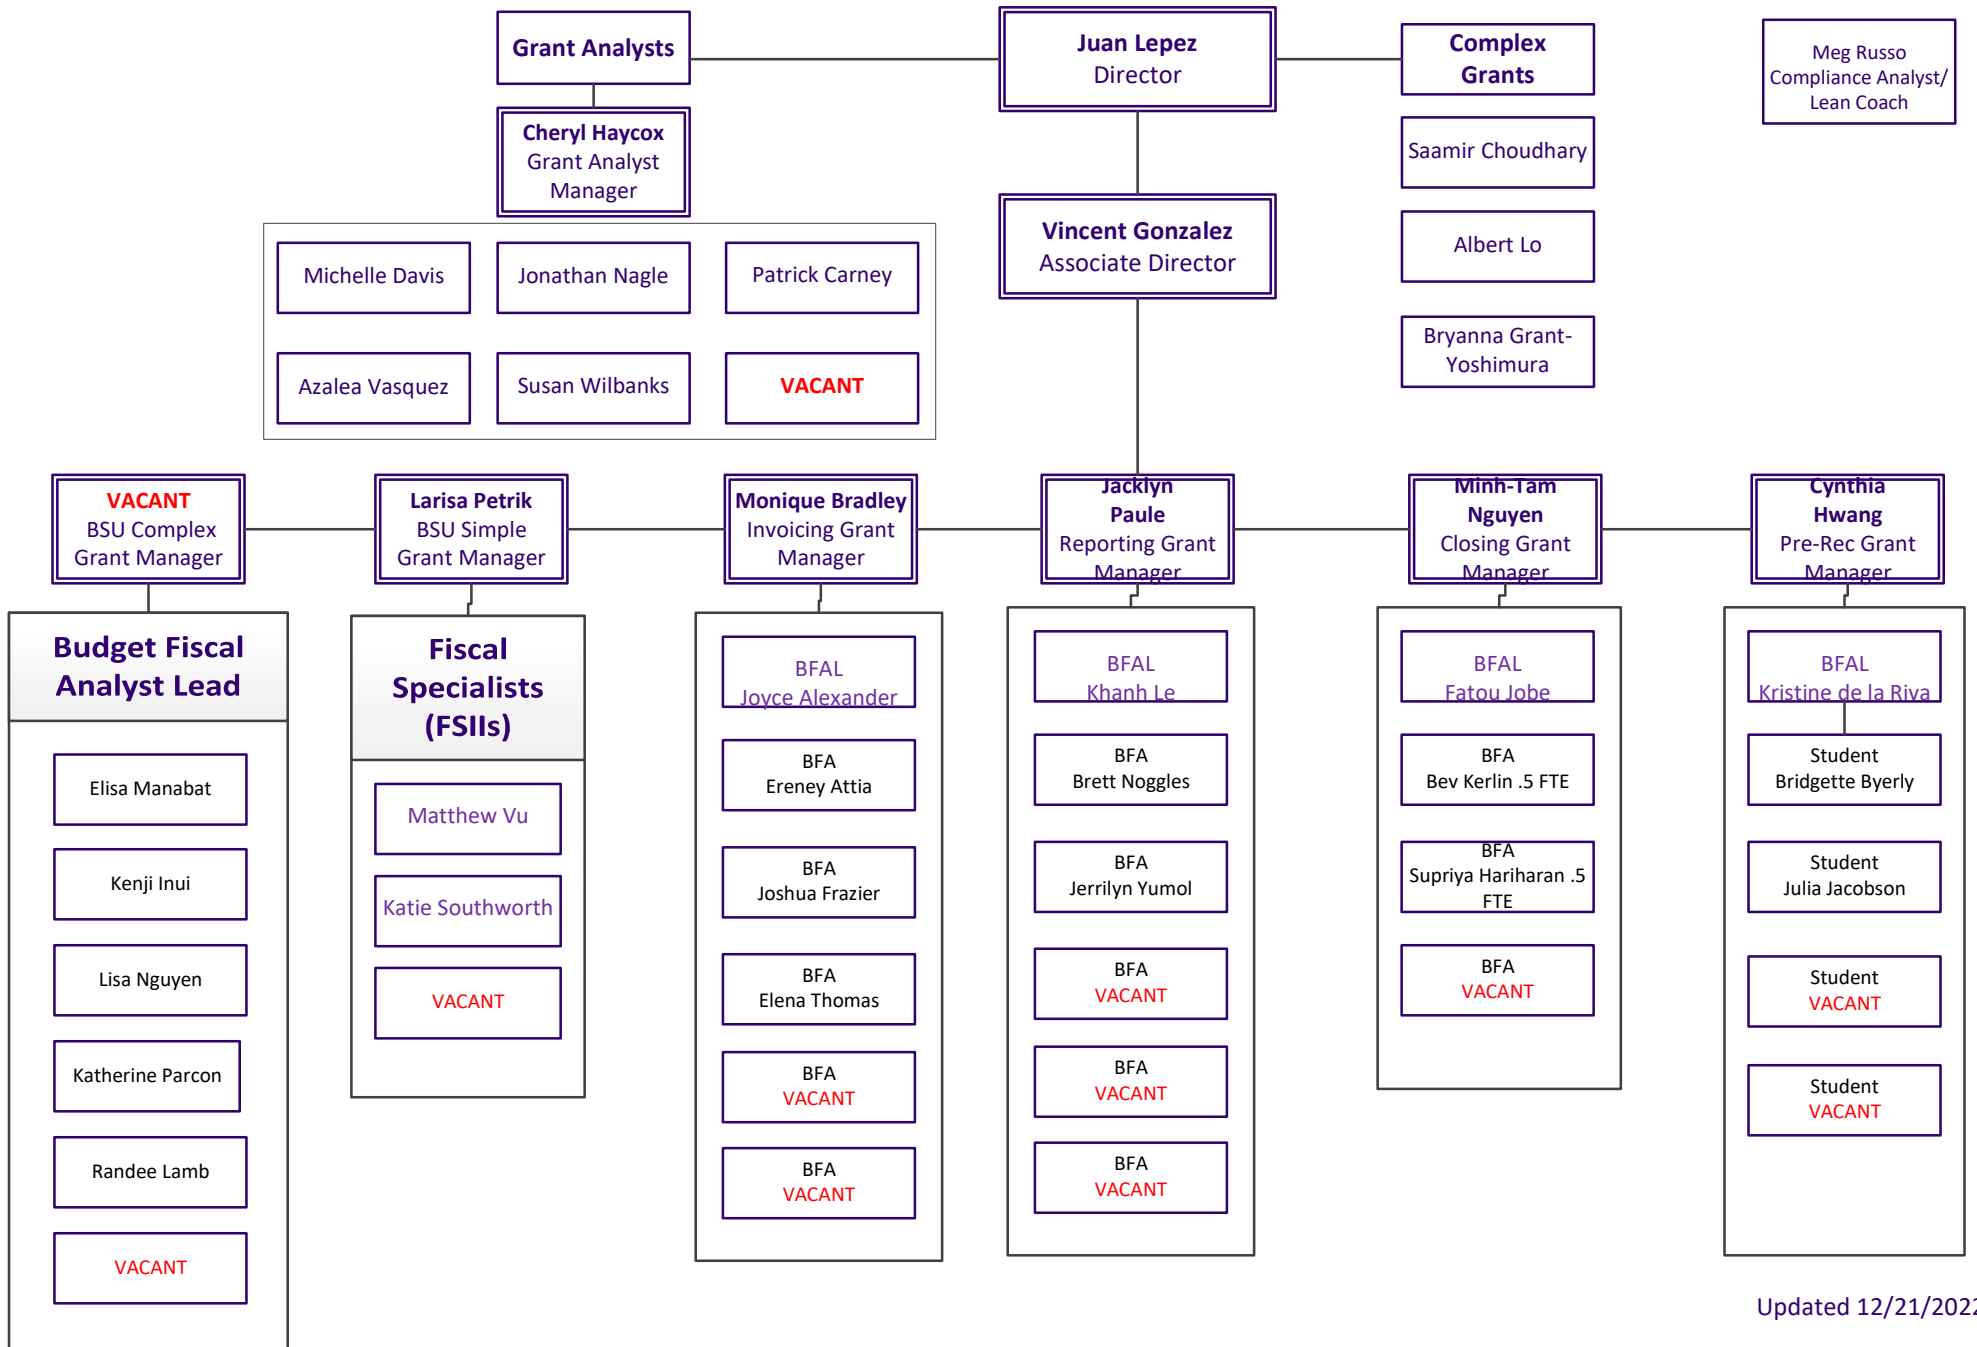 Grant Analysts
Juan Lepez
Director
Complex
Grants
Meg Russo
Compliance Analyst/
Lean Coach
Cheryl Haycox
Grant Analyst
Manager
Saamir Choudhary
Vincent Gonzalez
Associate Director
Albert Lo
Bryanna Grant-
Yoshimura
Michelle Davis
Jonathan Nagle
Patrick Carney
Azalea Vasquez
Susan Wilbanks
VACANT
VACANT
BSU Complex
Grant Manager
Larisa Petrik
BSU Simple
Grant Manager
Monique Bradley
Invoicing Grant
Manager
Jacklyn
Paule
Reporting Grant
Manager
Minh-Tam
Nguyen
Closing Grant
Manager
Cynthia
Hwang
Pre-Rec Grant
Manager
Budget Fiscal
Analyst Lead
Elisa Manabat
Kenji Inui
Lisa Nguyen
Katherine Parcon
Randee Lamb
VACANT
Fiscal
Specialists
(FSIIs)
Matthew Vu
Katie Southworth
VACANT
BFAL
Joyce Alexander
BFA
Ereney Attia
BFA
Joshua Frazier
BFA
Elena Thomas
BFA
VACANT
BFA
VACANT
BFAL
Khanh Le
BFA
Brett Noggles
BFA
Jerrilyn Yumol
BFA
VACANT
BFA
VACANT
BFA
VACANT
BFAL
Fatou Jobe
BFA
Bev Kerlin .5 FTE
BFA
Supriya Hariharan .5
FTE
BFA
VACANT
BFAL
Kristine de la Riva
Student
Bridgette Byerly
Student
Julia Jacobson
Student
VACANT
Student
VACANT
Updated 12/21/2022